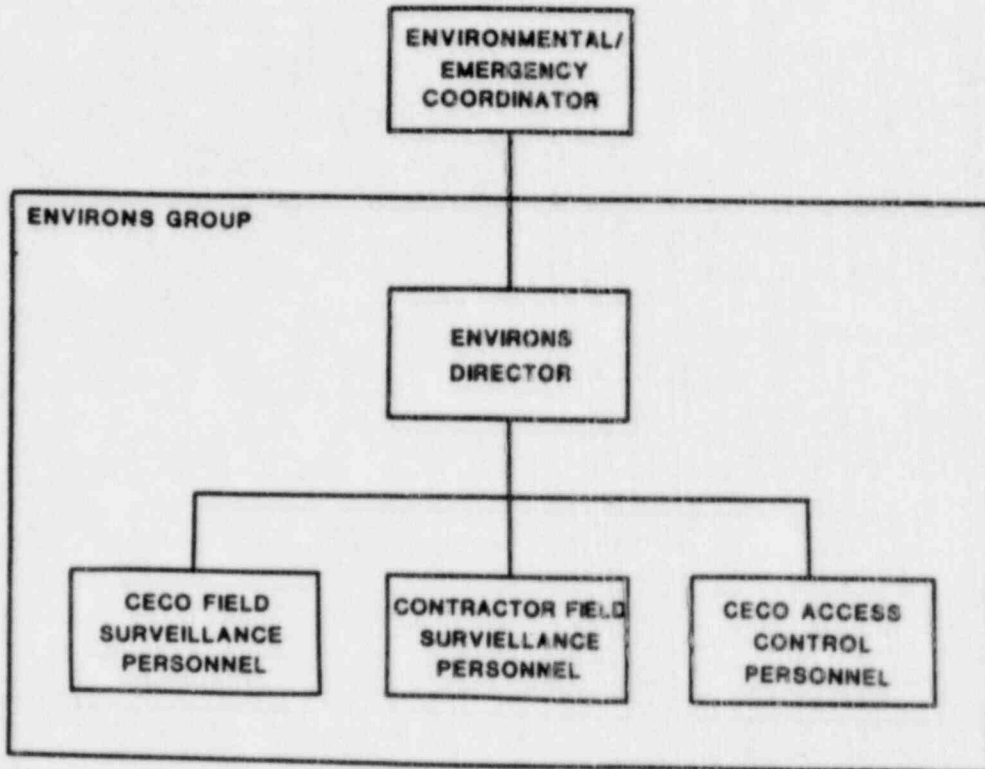 ENVIRONMENTAL/
EMERGENCY
COORDINATOR
ENVIRONS GROUP
ENVIRONS
DIRECTOR
CECO FIELD
SURVEILLANCE
PERSONNEL
CONTRACTOR FIELD
SURVIELLANCE
PERSONNEL
CECO ACCESS
CONTROL
PERSONNEL